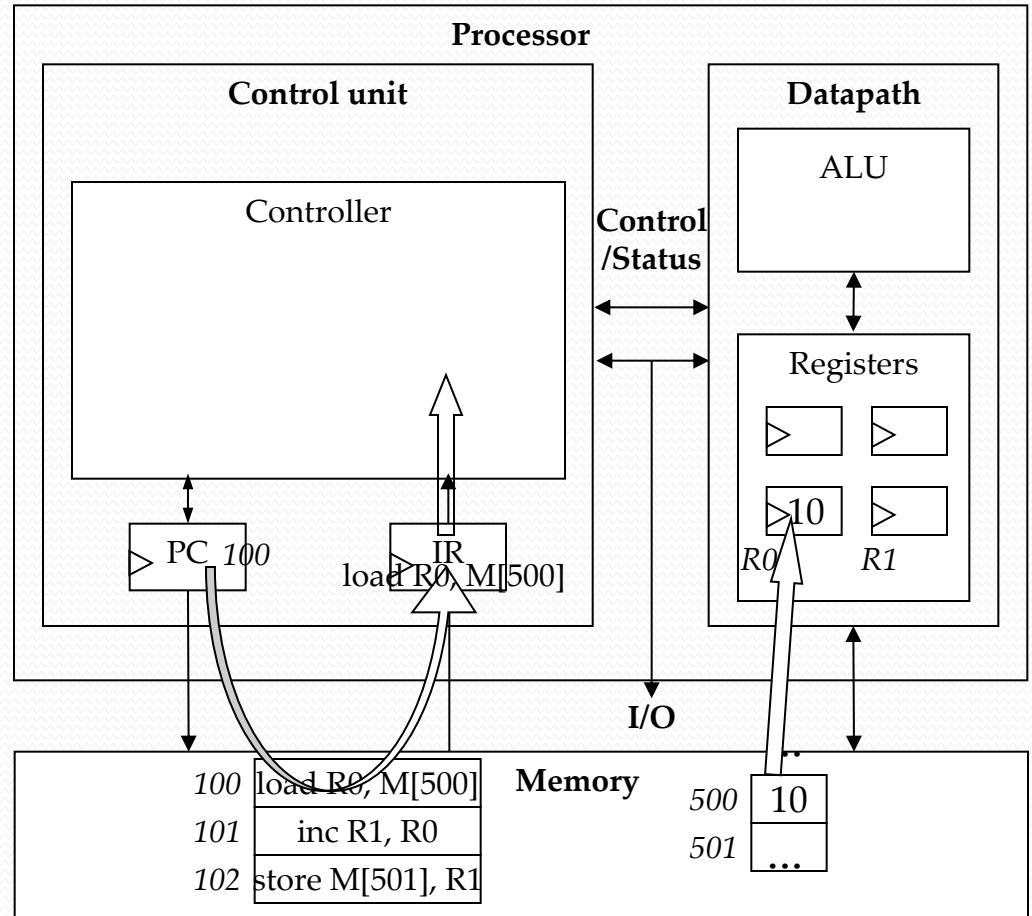 Processor
Control unit
Datapath
ALU
Controller
Control
/Status
Registers
10
PC 100
IR
load R0, M[500]
R0
R1
I/O
Memory
..
100 load R0, M[500]
500 10
101 inc R1, R0
501 ...
102 store M[501], R1